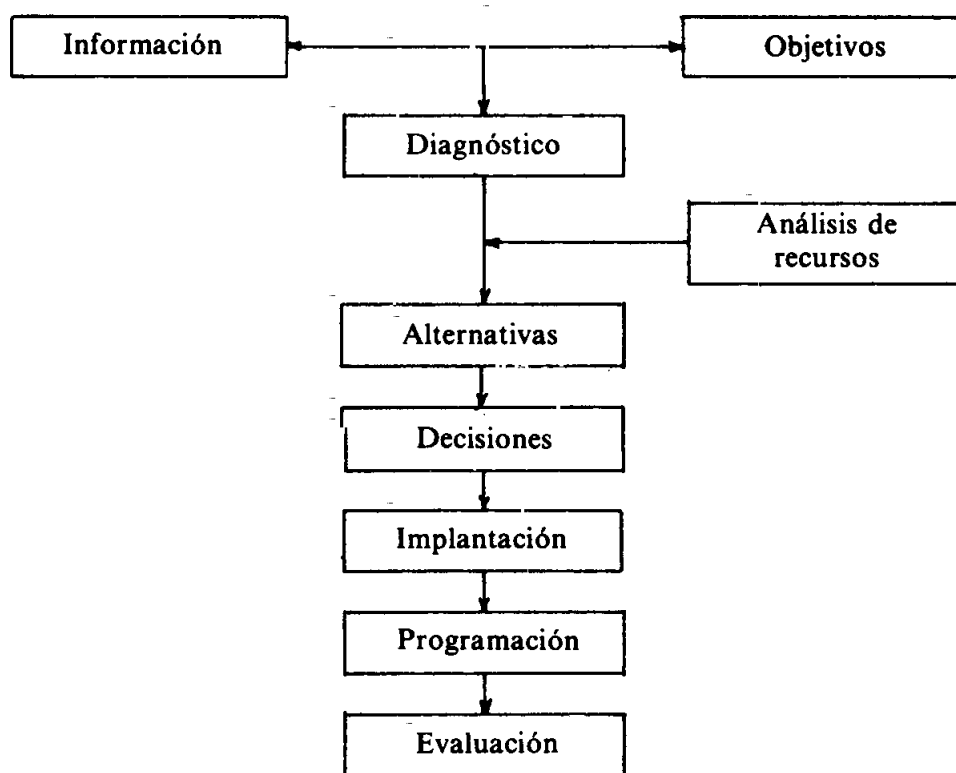 Información
Objetivos
Diagnóstico
Análisis de
recursos
Alternativas
Decisiones
Implantación
Programación
Evaluación